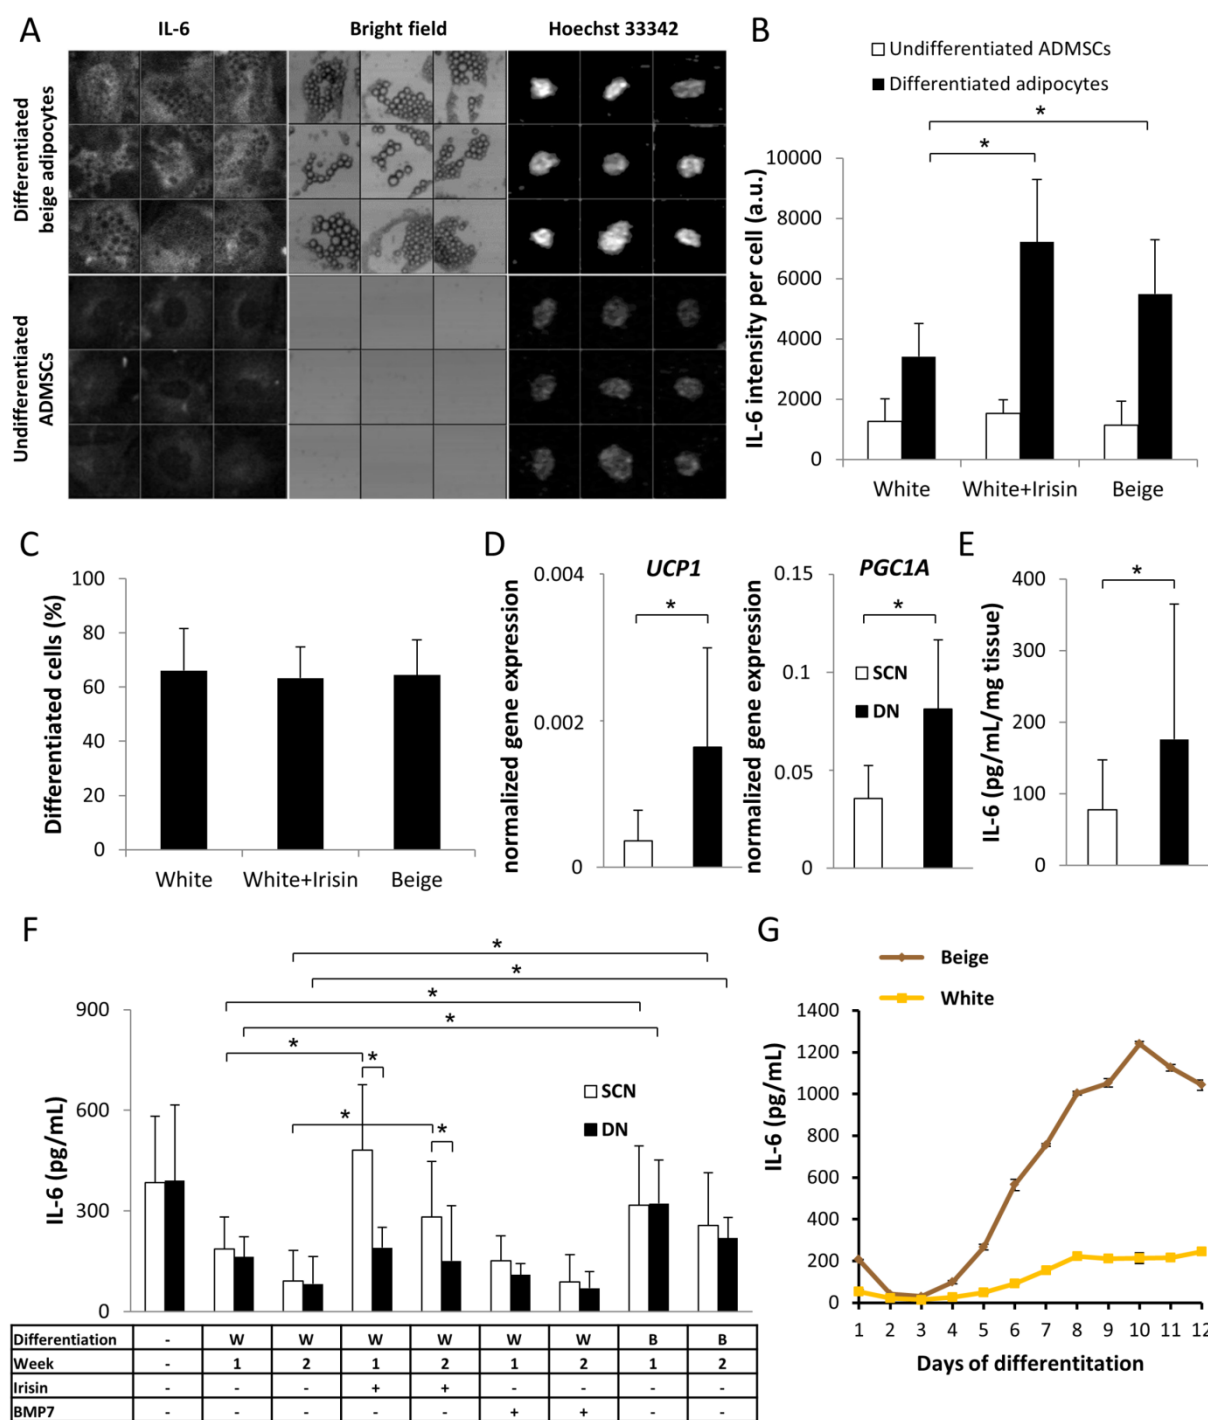 A
IL-6
Bright field
Hoechst 33342
Differentiated
beige adipocytes
Undifferentiated
ADMSCs
B
Undifferentiated ADMSCs
Differentiated adipocytes
*
*
IL-6 intensity per cell (a.u.)
10000
8000
6000
4000
2000
0
White
White+Irisin
Beige
C
Differentiated cells (%)
100
80
60
40
20
0
White
White+Irisin
Beige
D
UCP1
normalized gene expression
0.004
0.002
0
*
PGC1A
normalized gene expression
0.15
0.1
0.05
0
*
SCN
DN
E
IL-6 (pg/mL/mg tissue)
400
300
200
100
0
*
F
*
*
*
*
*
*
*
*
IL-6 (pg/mL)
900
600
300
0
SCN
DN
Differentiation - W W W W W W B B
Week - 1 2 1 2 1 2 1 2
Irisin - - - + + - - - -
BMP7 - - - - - + + - -
G
Beige
White
IL-6 (pg/mL)
1400
1200
1000
800
600
400
200
0
1 2 3 4 5 6 7 8 9 10 11 12
Days of differentitation